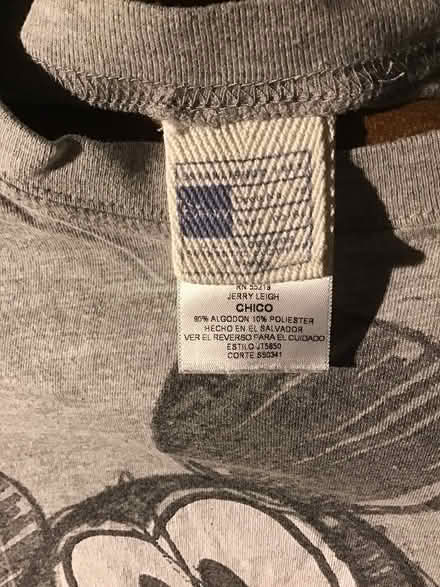 RN 55219
JERRY LEIGH
CHICO
90% ALGODON 10% POLIESTER
HECHO EN EL SALVADOR
VER EL REVERSO PARA EL CUIDADO
ESTILO JT5850
CORTE S50341